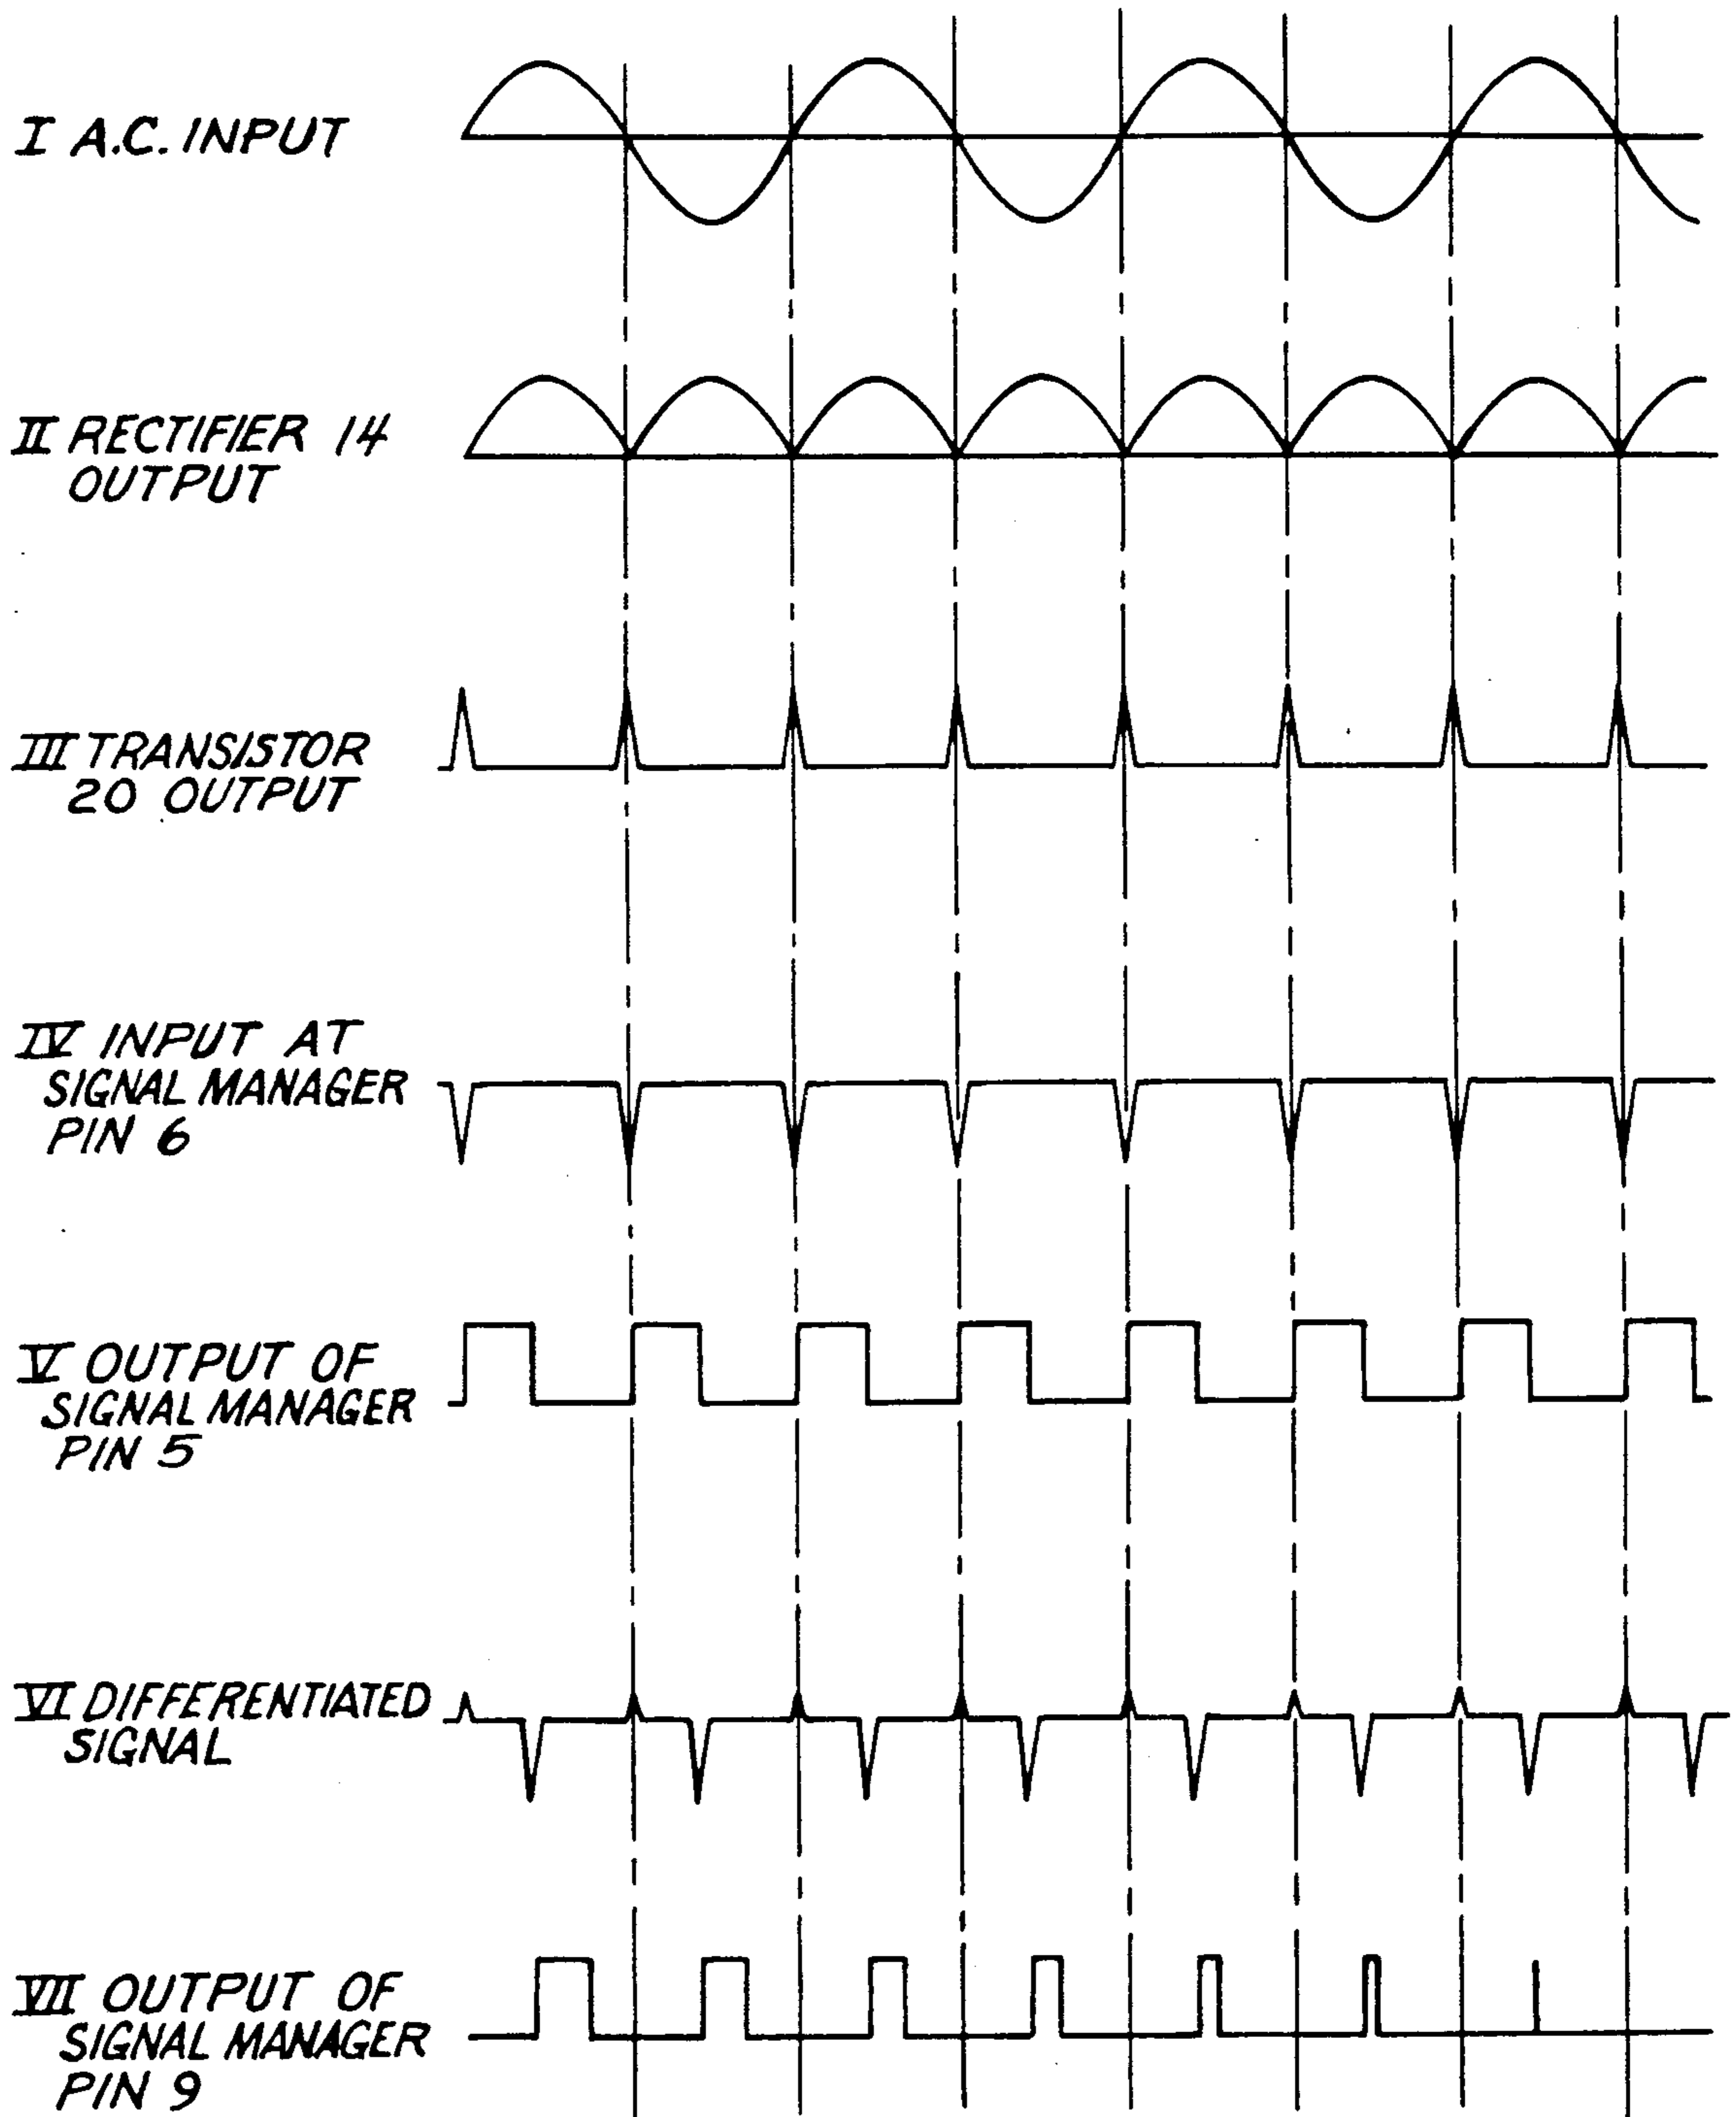 I A.C. INPUT
II RECTIFIER 14
OUTPUT
III TRANSISTOR
20 OUTPUT
IV INPUT AT
SIGNAL MANAGER
PIN 6
V OUTPUT OF
SIGNAL MANAGER
PIN 5
VI DIFFERENTIATED
SIGNAL
VII OUTPUT OF
SIGNAL MANAGER
PIN 9